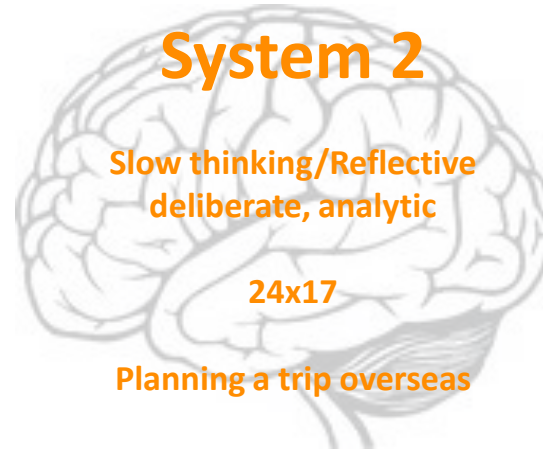 System 2
Slow thinking/Reflective
deliberate, analytic
24x17
Planning a trip overseas